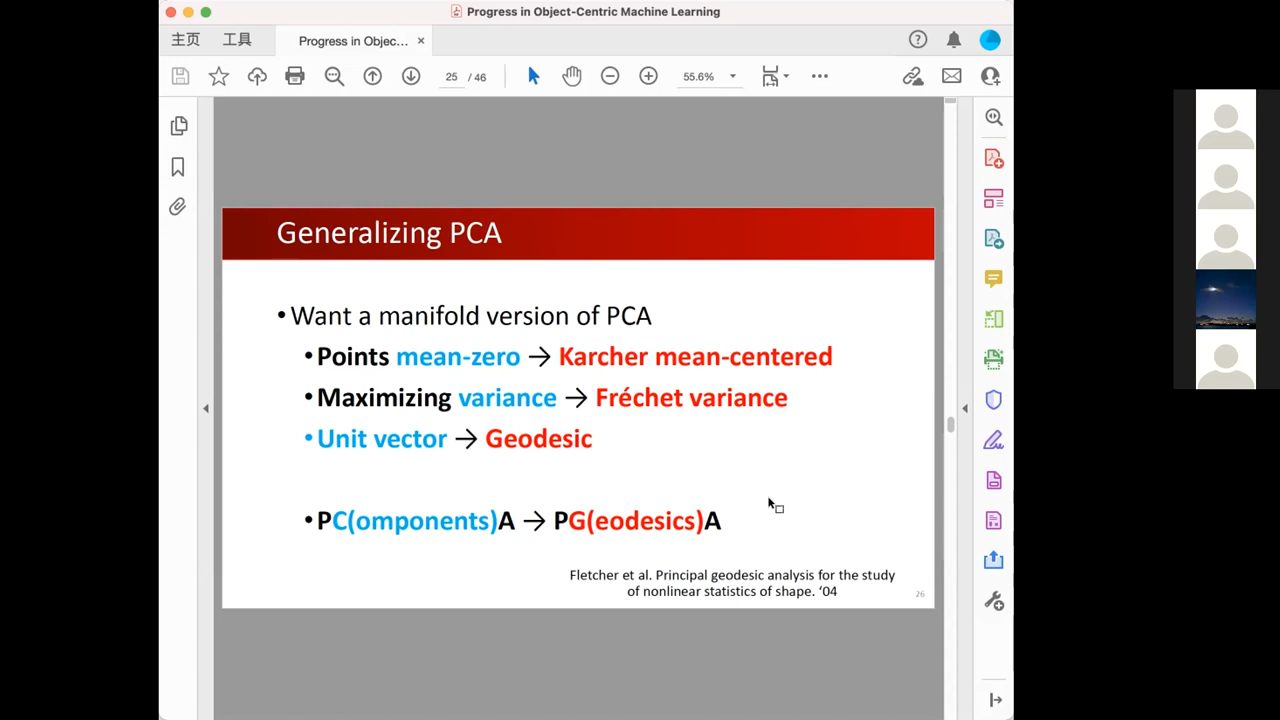 Progress in Object-Centric Machine Learning
主页 工具 Progress in Objec... ×
25 / 46 55.6%
Generalizing PCA
• Want a manifold version of PCA
• Points mean-zero → Karcher mean-centered
• Maximizing variance → Fréchet variance
• Unit vector → Geodesic
• PC(omponents)A → PG(eodesics)A
Fletcher et al. Principal geodesic analysis for the study
of nonlinear statistics of shape. ‘04
26